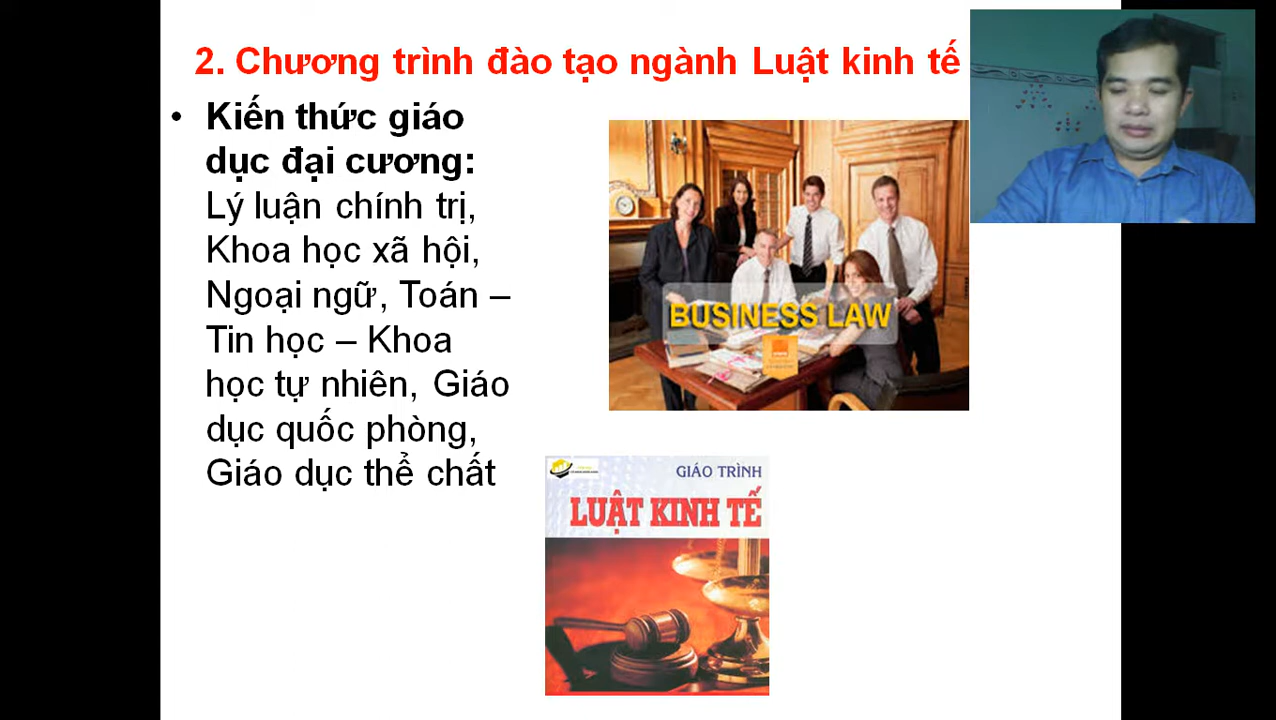 2. Chương trình đào tạo ngành Luật kinh tế
• Kiến thức giáo
dục đại cương:
Lý luận chính trị,
Khoa học xã hội,
Ngoại ngữ, Toán –
Tin học – Khoa
học tự nhiên, Giáo
dục quốc phòng,
Giáo dục thể chất
BUSINESS LAW
GIÁO TRÌNH
LUẬT KINH TẾ